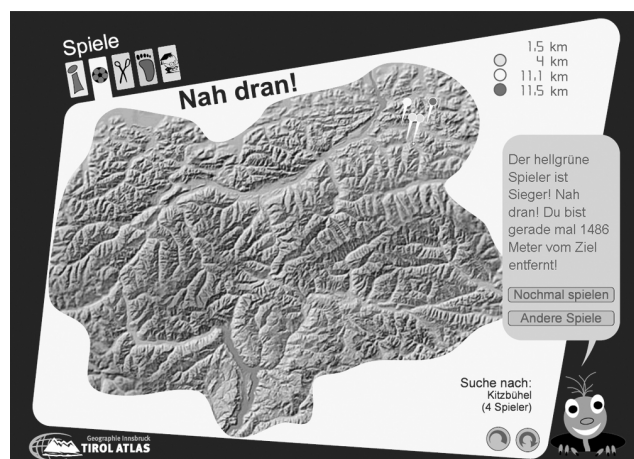 Spiele
Nah dran!
1,5 km
4 km
11,1 km
11,5 km
Der hellgrüne
Spieler ist
Sieger! Nah
dran! Du bist
gerade mal 1486
Meter vom Ziel
entfernt!
Nochmal spielen
Andere Spiele
Suche nach:
Kitzbühel
(4 Spieler)
Geographie Innsbruck
TIROL ATLAS